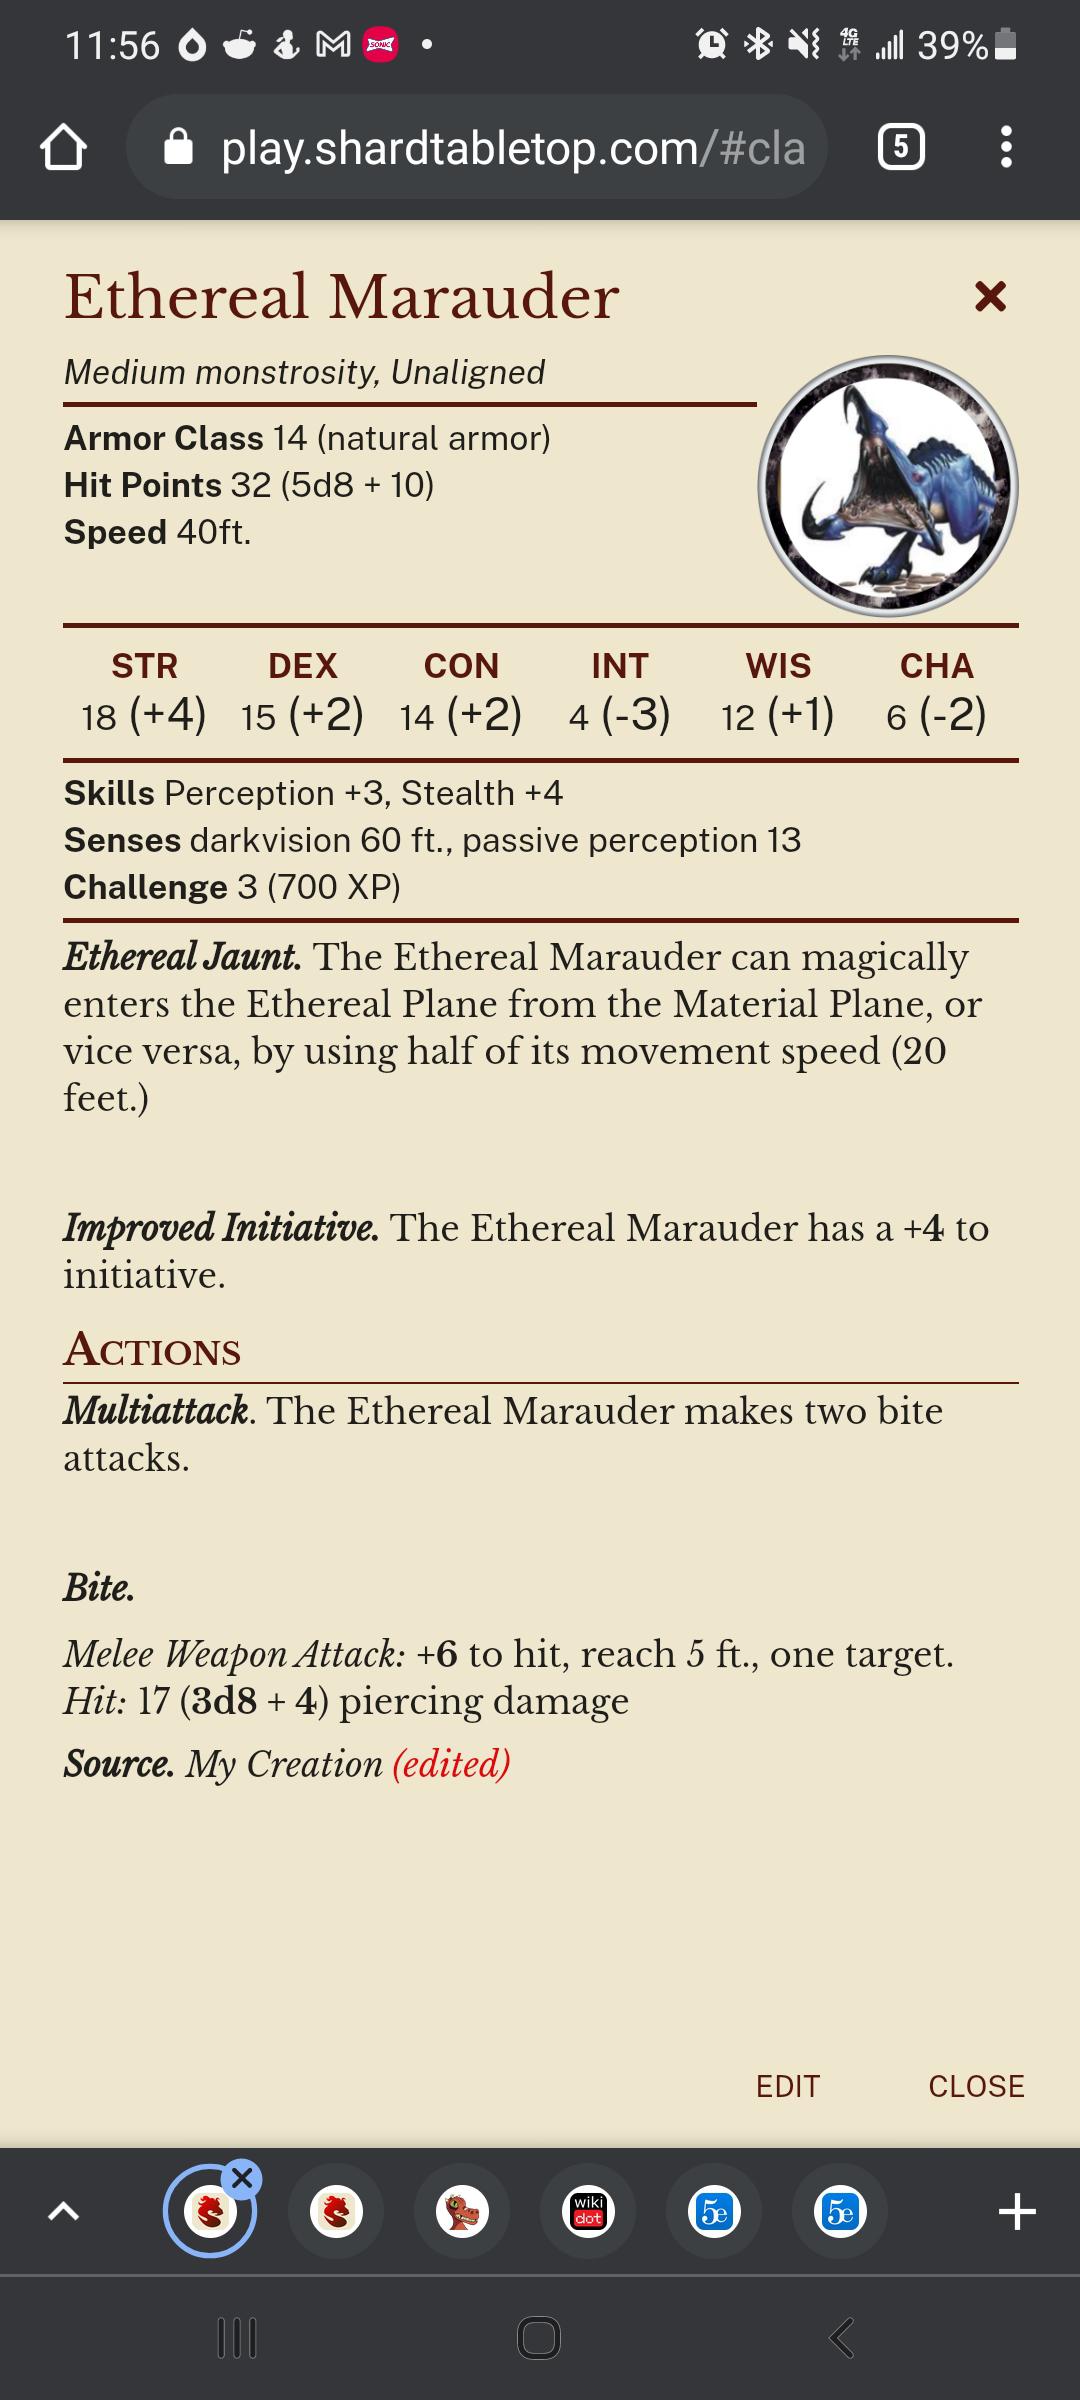 11:56
SONIC
4G LTE 39%
play.shardtabletop.com/#cla
5
Ethereal Marauder
Medium monstrosity, Unaligned
Armor Class 14 (natural armor)
Hit Points 32 (5d8 + 10)
Speed 40ft.
STR DEX CON INT WIS CHA
18 (+4) 15 (+2) 14 (+2) 4 (-3) 12 (+1) 6 (-2)
Skills Perception +3, Stealth +4
Senses darkvision 60 ft., passive perception 13
Challenge 3 (700 XP)
Ethereal Jaunt. The Ethereal Marauder can magically
enters the Ethereal Plane from the Material Plane, or
vice versa, by using half of its movement speed (20
feet.)
Improved Initiative. The Ethereal Marauder has a +4 to
initiative.
Actions
Multiattack. The Ethereal Marauder makes two bite
attacks.
Bite.
Melee Weapon Attack: +6 to hit, reach 5 ft., one target.
Hit: 17 (3d8 + 4) piercing damage
Source. My Creation (edited)
EDIT CLOSE
wiki dot 5e 5e